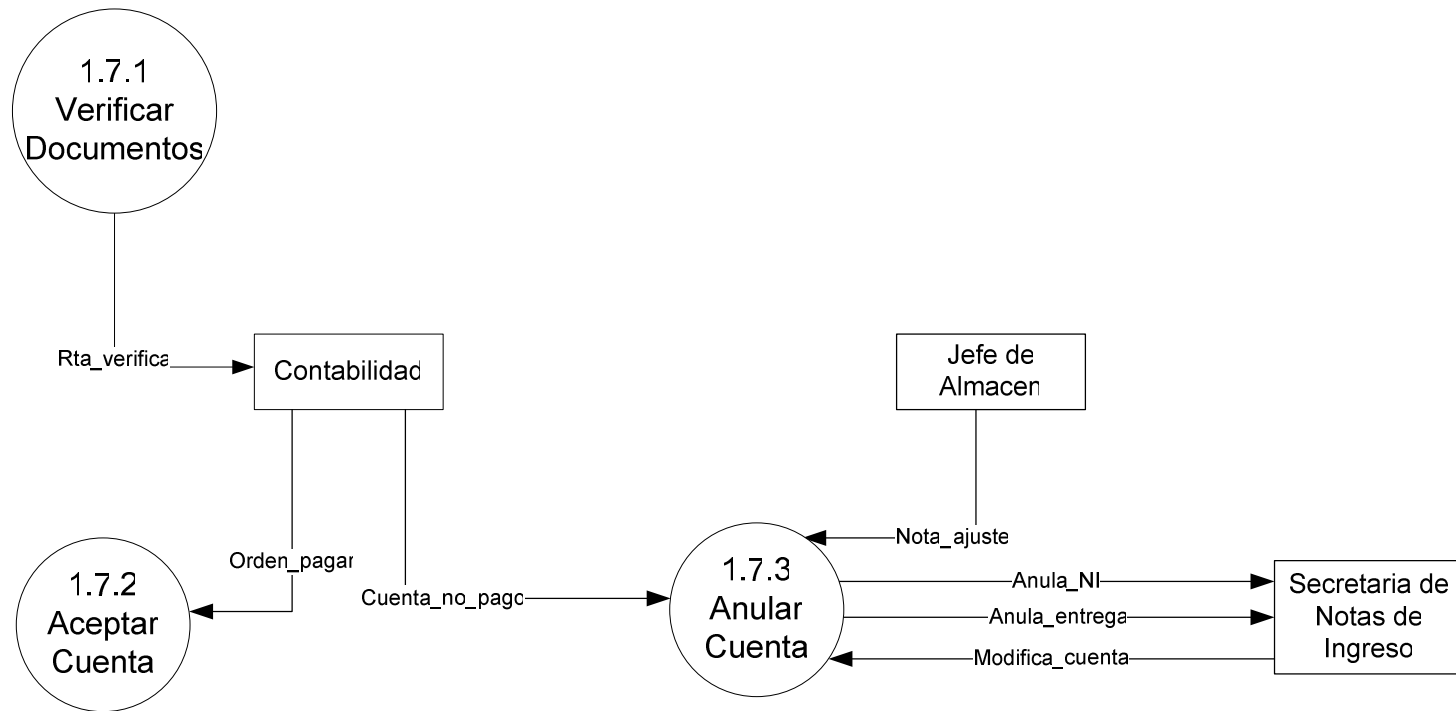 1.7.1
Verificar
Documentos
Rta_verifica
Contabilidad
Jefe de
Almacen
Orden_pagar
Cuenta_no_pago
Nota_ajuste
1.7.2
Aceptar
Cuenta
1.7.3
Anular
Cuenta
Anula_NI
Anula_entrega
Modifica_cuenta
Secretaria de
Notas de
Ingreso